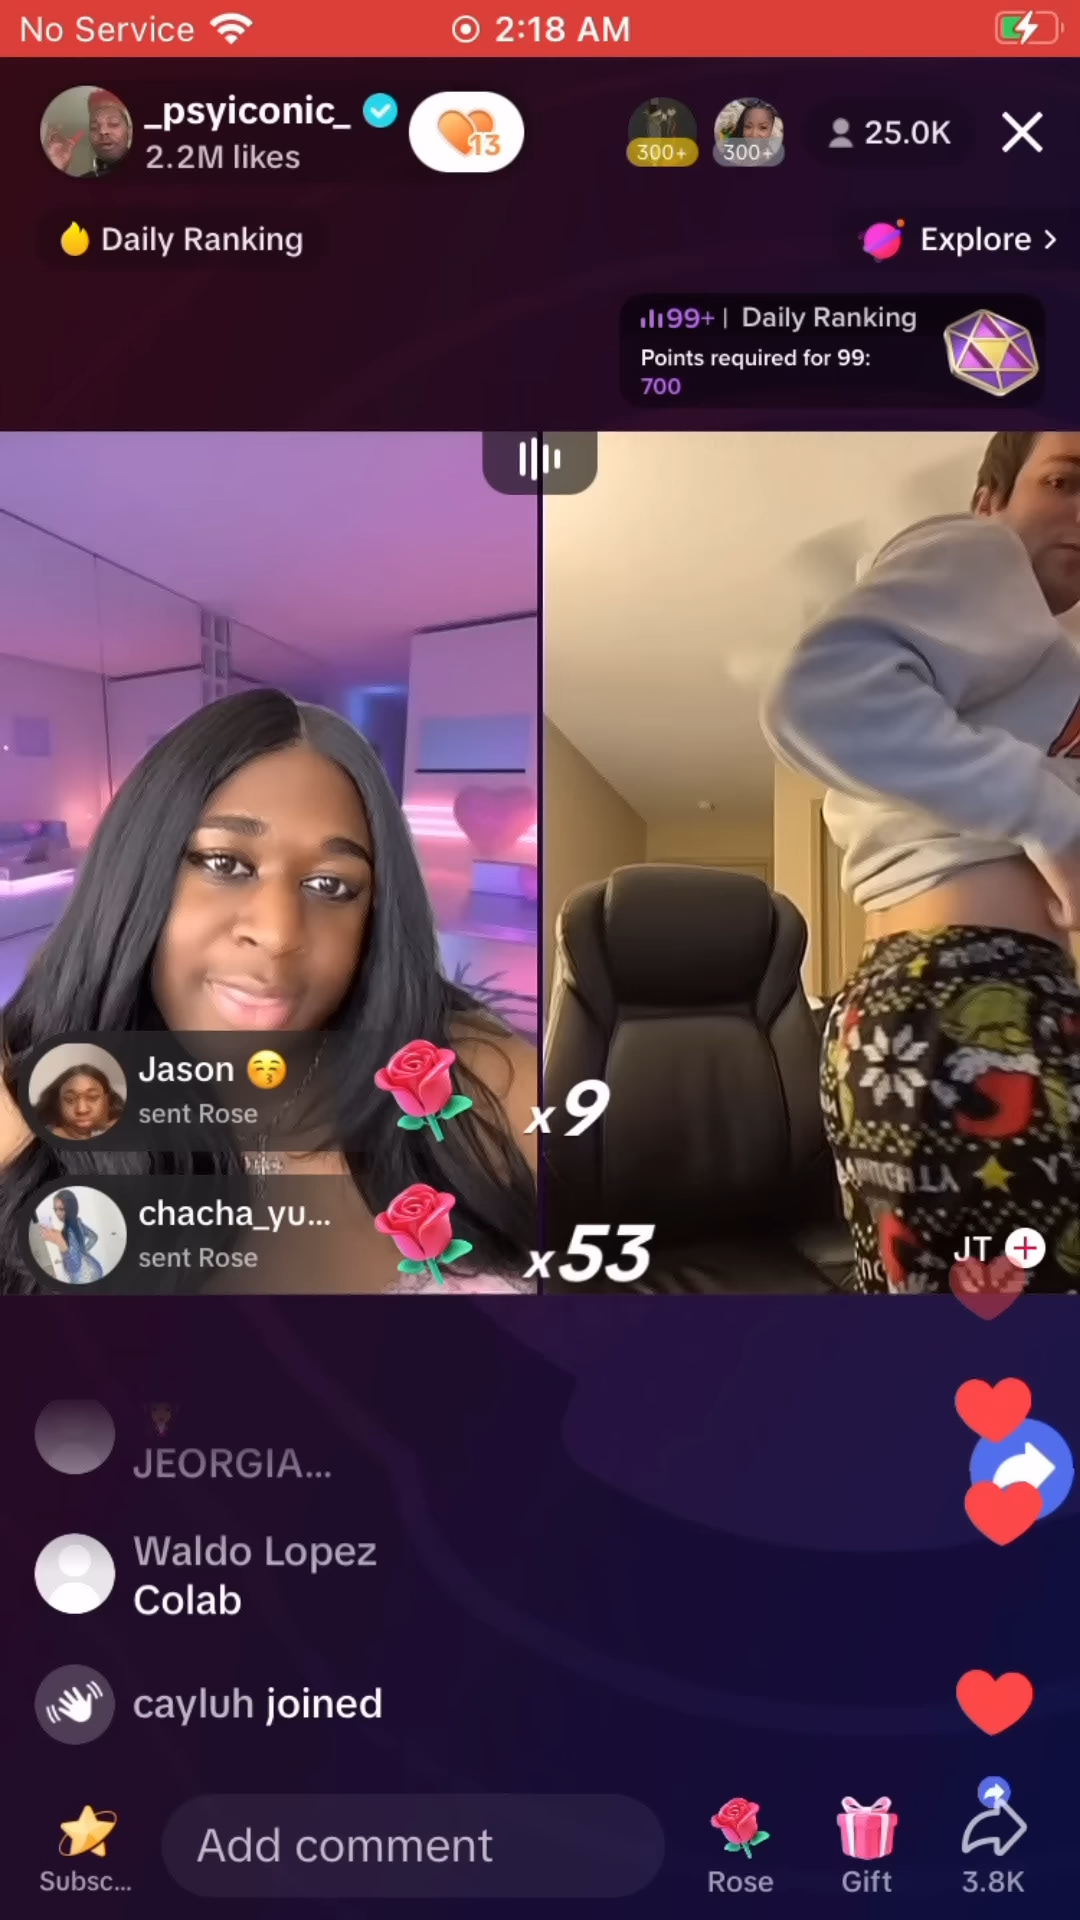 No Service 2:18 AM
_psyiconic_
2.2M likes
13
300+
300+
25.0K
Daily Ranking
Explore >
99+ | Daily Ranking
Points required for 99:
700
Jason 😚
sent Rose
x9
chacha_yu...
sent Rose
x53
JT
JEORGIA...
Waldo Lopez
Colab
cayluh joined
Subsc...
Add comment
Rose
Gift
3.8K